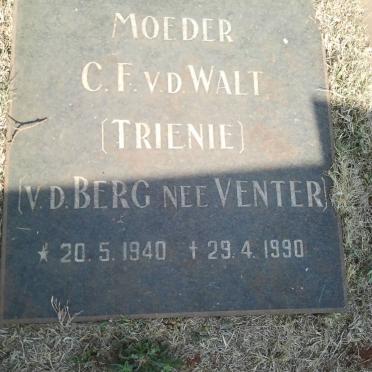 MOEDER
C.F. V.D. WALT
(TRIENIE)
(V.D. BERG NEE VENTER)
* 20.5.1940 † 29.4.1990